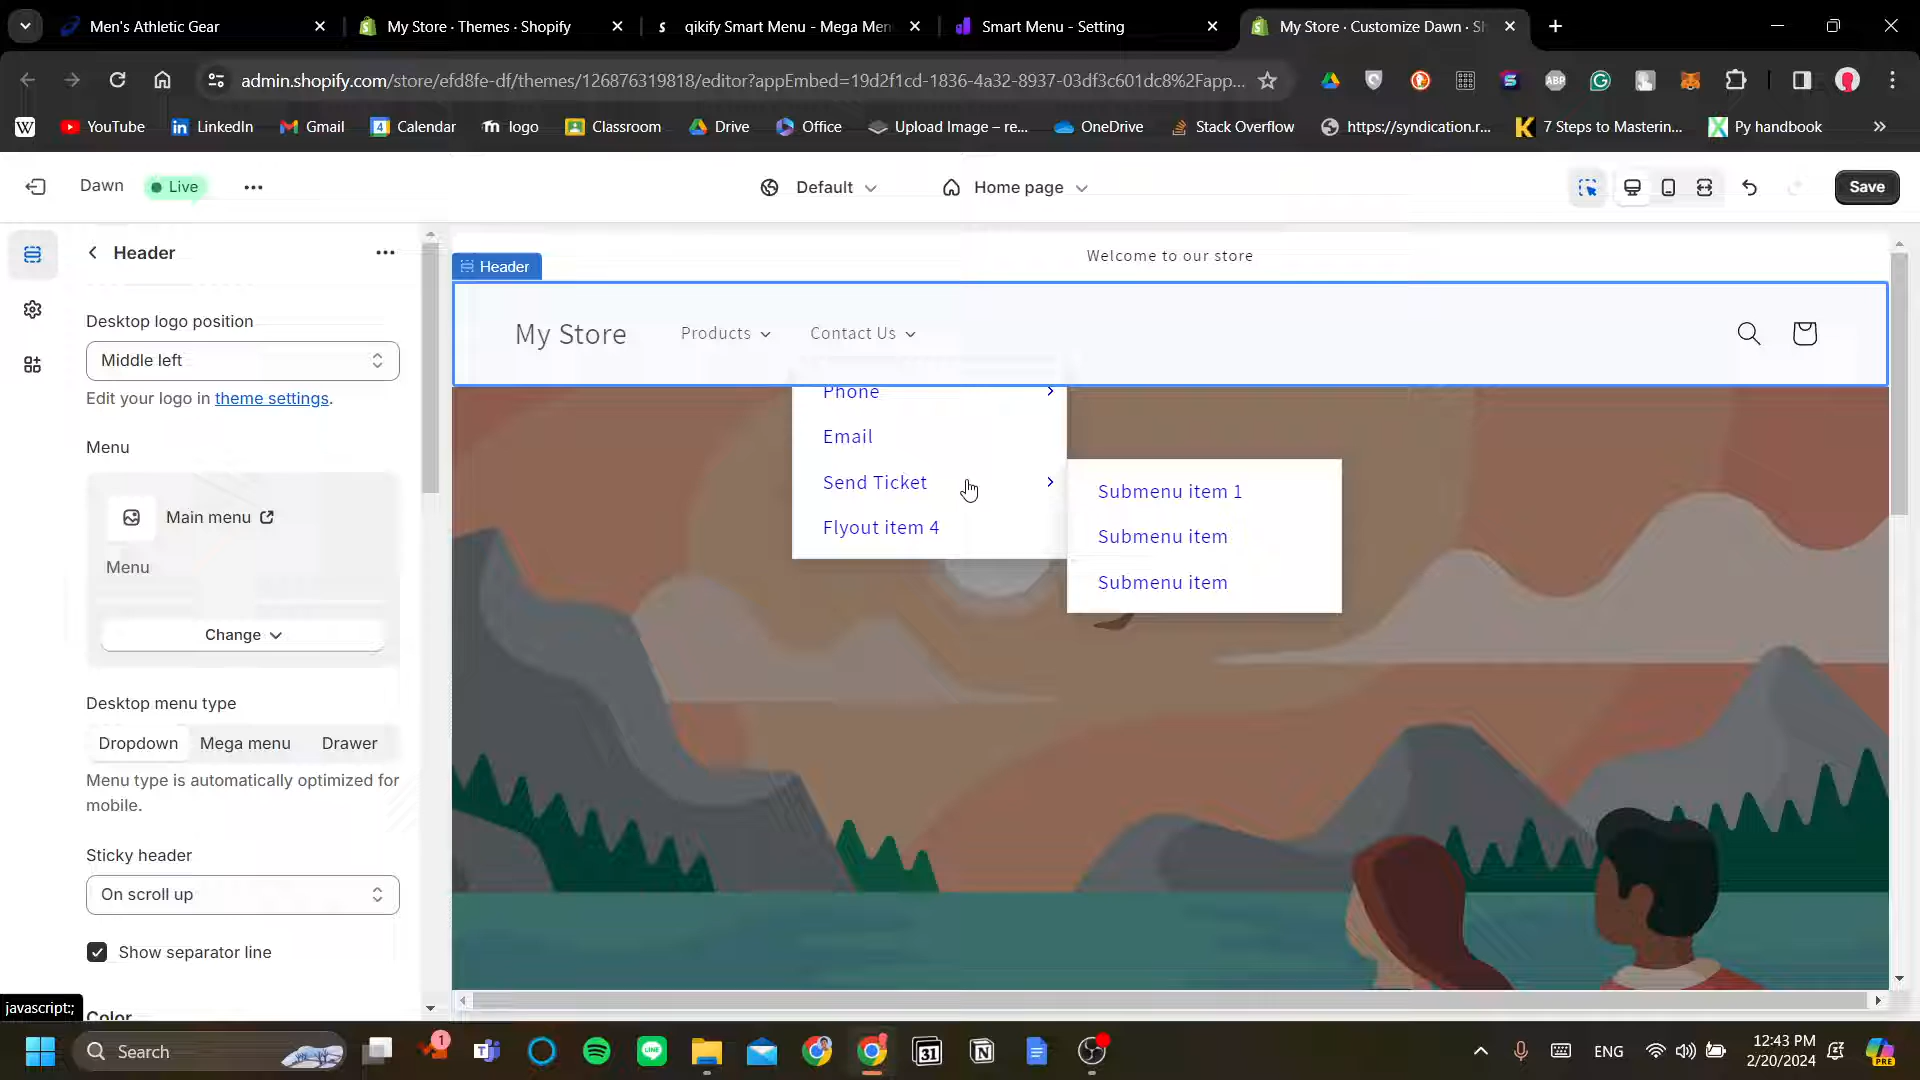 Men's Athletic Gear
My Store · Themes · Shopify
qikify Smart Menu - Mega Men
Smart Menu - Setting
My Store · Customize Dawn · Sh
admin.shopify.com/store/efd8fe-df/themes/126876319818/editor?appEmbed=19d2f1cd-1836-4a32-8937-03df3c601dc8%2Fapp...
YouTube
LinkedIn
Gmail
Calendar
logo
Classroom
Drive
Office
Upload Image – re...
OneDrive
Stack Overflow
https://syndication.r...
7 Steps to Masterin...
Py handbook
Dawn
Live
Default
Home page
Save
Header
Desktop logo position
Middle left
Edit your logo in theme settings.
Menu
Main menu
Menu
Change
Desktop menu type
Dropdown
Mega menu
Drawer
Menu type is automatically optimized for
mobile.
Sticky header
On scroll up
Show separator line
Color
javascript:;
Welcome to our store
Header
My Store
Products
Contact Us
Phone
Email
Send Ticket
Flyout item 4
Submenu item 1
Submenu item
Submenu item
Search
1
31
ENG
12:43 PM
2/20/2024
PRE